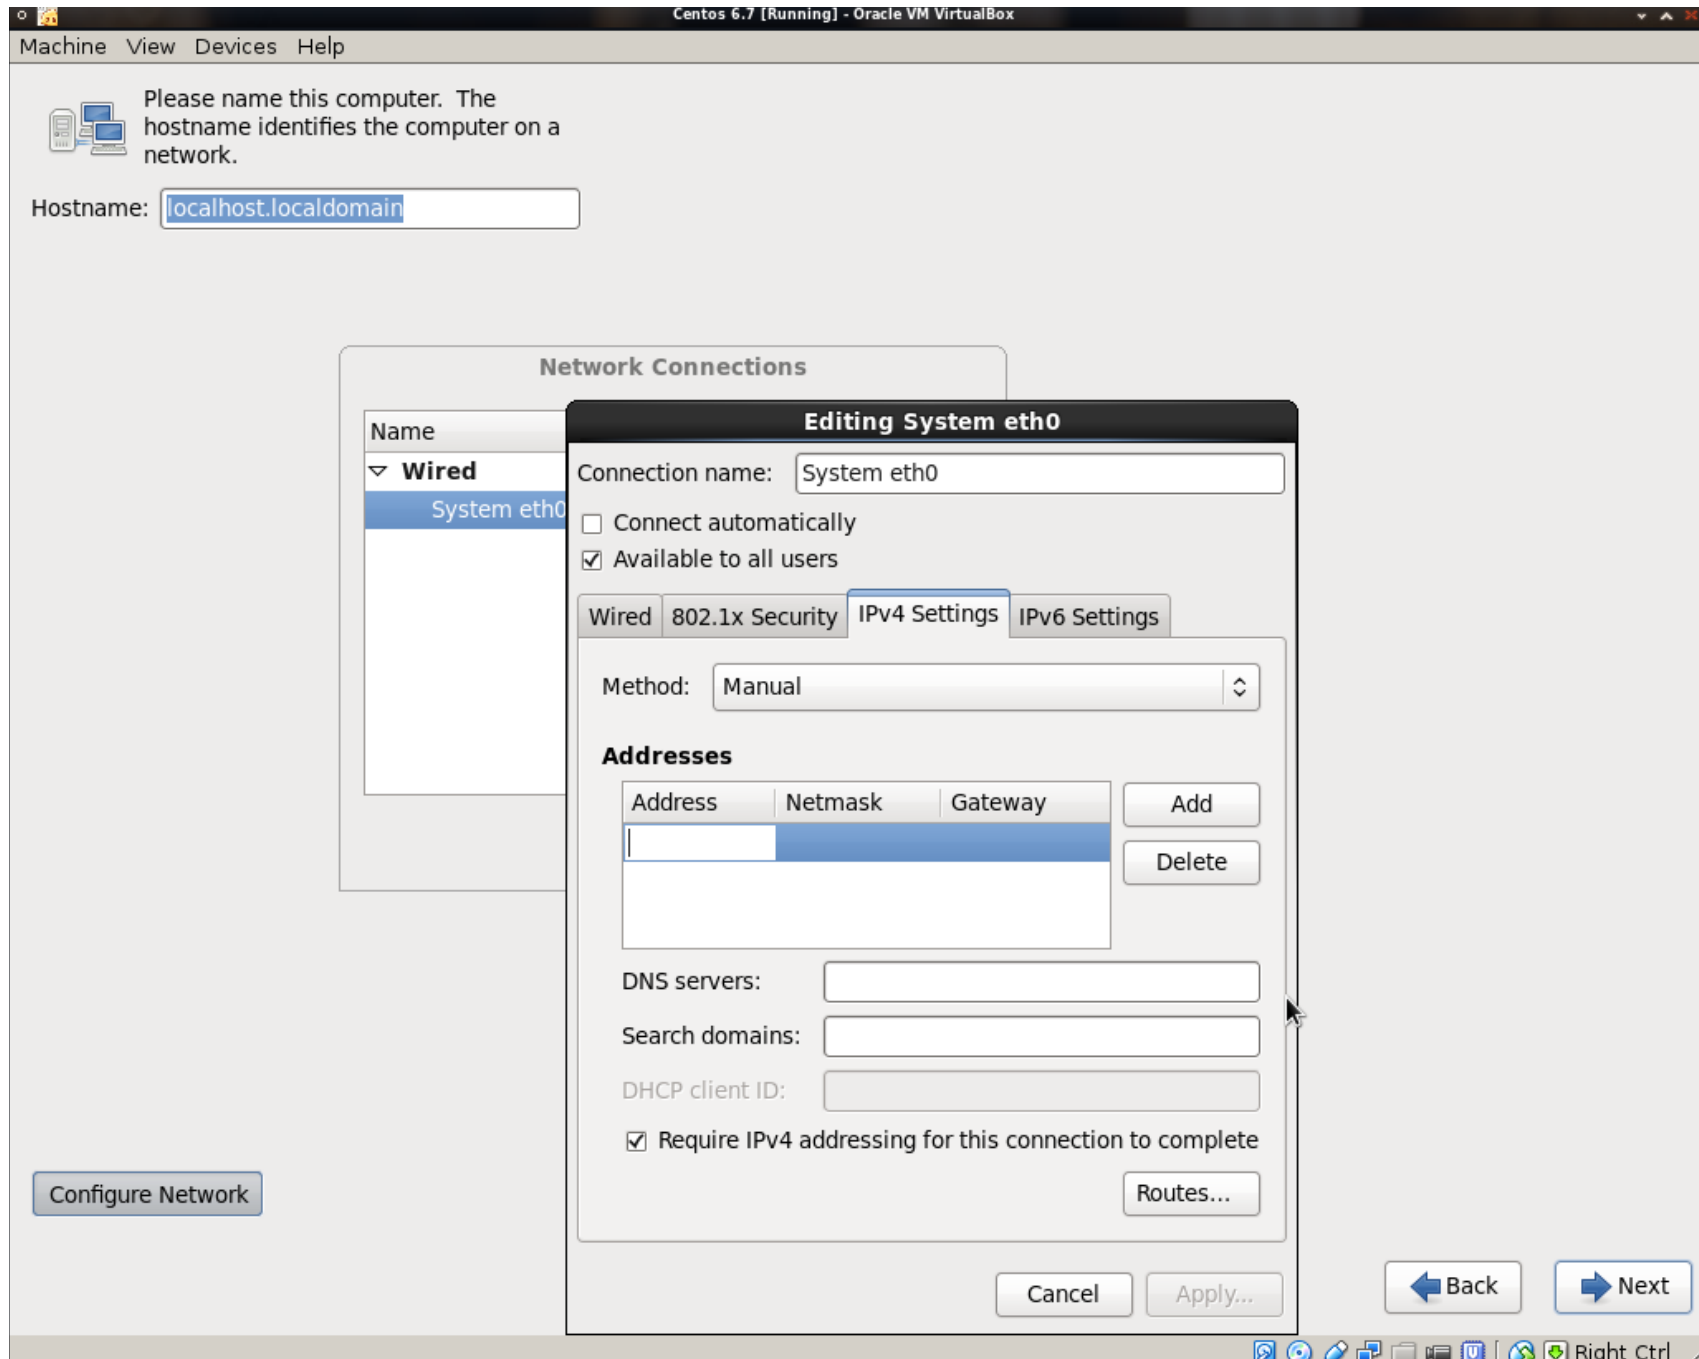 Centos 6.7 [Running] - Oracle VM VirtualBox
Machine View Devices Help
Please name this computer. The
hostname identifies the computer on a
network.
Hostname: localhost.localdomain
Network Connections
Name
Wired
System eth0
Editing System eth0
Connection name: System eth0
Connect automatically
Available to all users
Wired 802.1x Security IPv4 Settings IPv6 Settings
Method: Manual
Addresses
Address Netmask Gateway
Add
Delete
DNS servers:
Search domains:
DHCP client ID:
Require IPv4 addressing for this connection to complete
Routes...
Configure Network
Cancel Apply...
Back Next
Right Ctrl